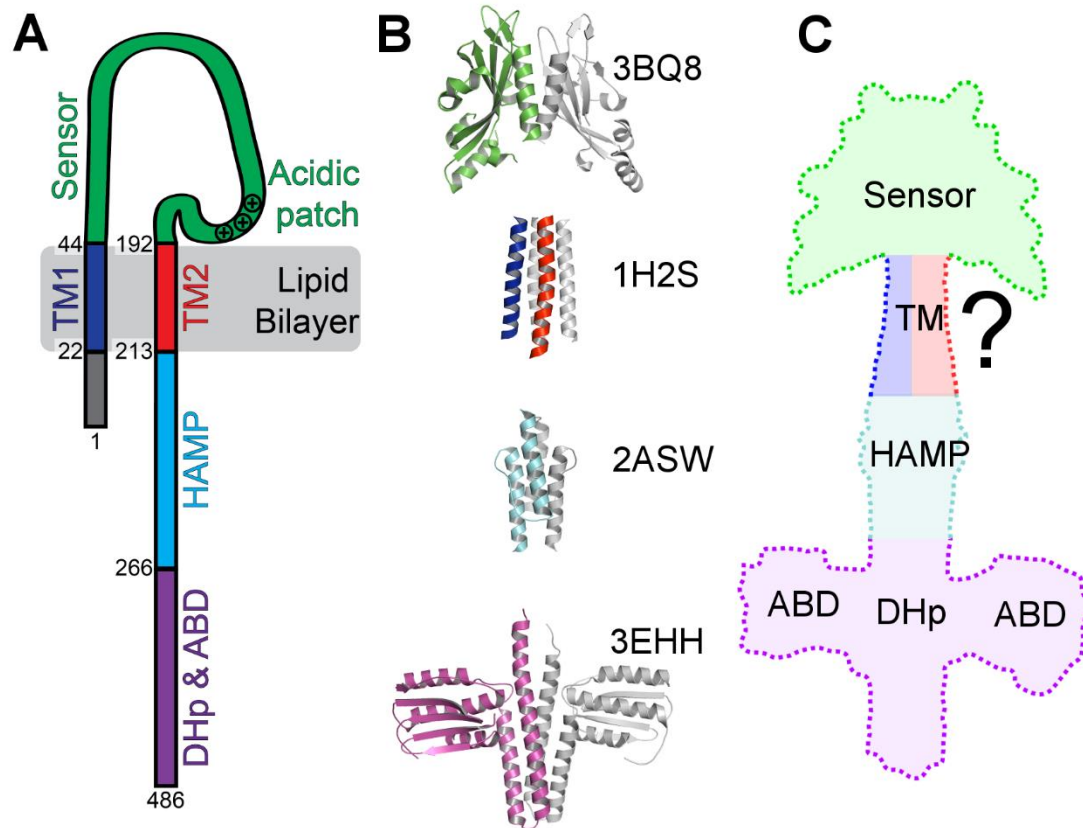 A
Sensor
Acidic
patch
⊕⊕⊕
44
192
TM1
TM2
Lipid
Bilayer
22
213
1
HAMP
266
DHp & ABD
486
B
3BQ8
1H2S
2ASW
3EHH
C
Sensor
TM
?
HAMP
ABD
DHp
ABD